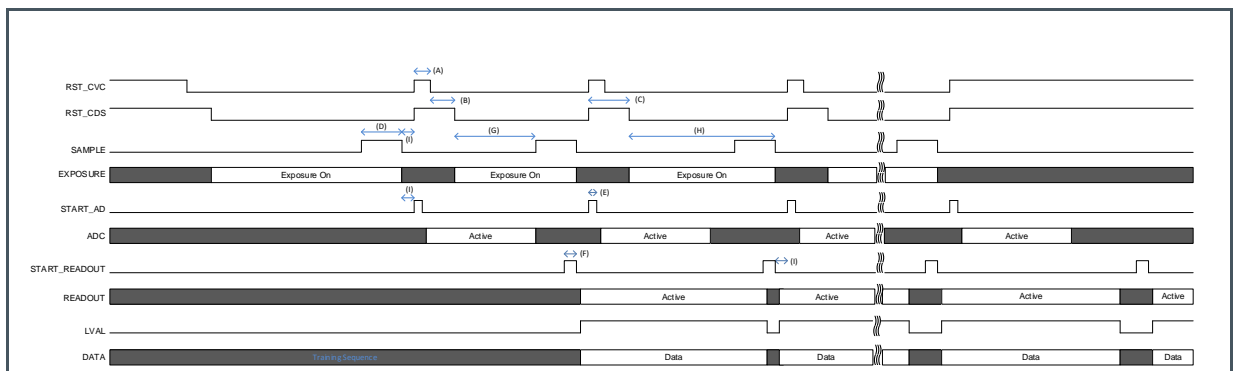 (A)
RST_CVC
(B)
(C)
RST_CDS
(D)
(I)
(G)
(H)
SAMPLE
EXPOSURE Exposure On Exposure On Exposure On
(I)
(E)
START_AD
ADC Active Active Active Active
(F)
(I)
START_READOUT
READOUT Active Active Active Active
LVAL
DATA Training Sequence Data Data Data Data